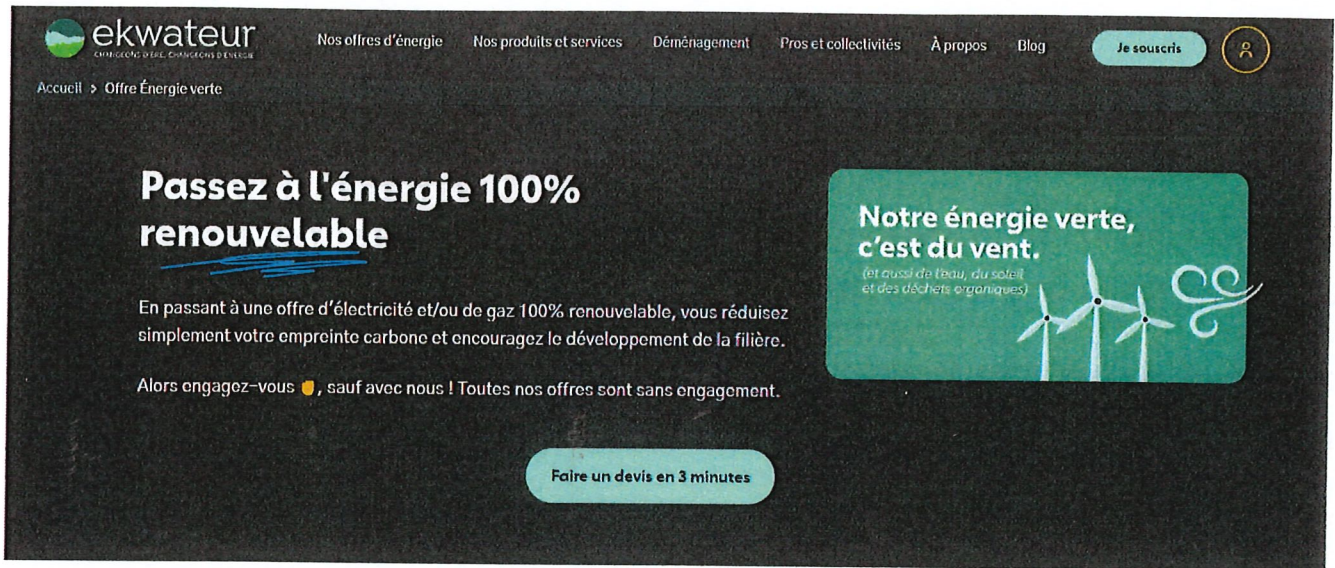 ekwateur
CHANGEONS D'ÈRE, CHANGEONS D'ÉNERGIE
Nos offres d'énergie
Nos produits et services
Déménagement
Pros et collectivités
À propos
Blog
Je souscris
Accueil > Offre Énergie verte
Passez à l'énergie 100%
renouvelable
En passant à une offre d'électricité et/ou de gaz 100% renouvelable, vous réduisez
simplement votre empreinte carbone et encouragez le développement de la filière.
Alors engagez-vous ✊, sauf avec nous ! Toutes nos offres sont sans engagement.
Faire un devis en 3 minutes
Notre énergie verte,
c'est du vent.
(et aussi de l'eau, du soleil
et des déchets organiques)